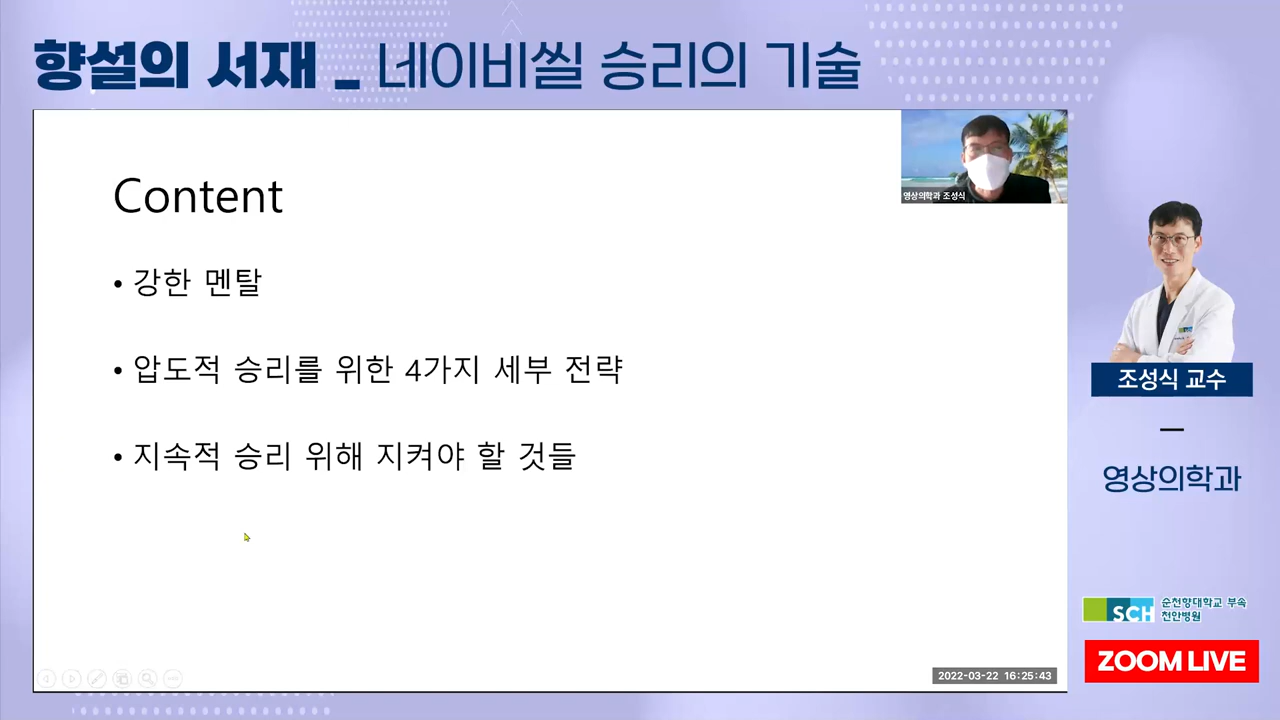 향설의 서재 _ 네이비씰 승리의 기술
영상의학과 조성식
Content
• 강한 멘탈
• 압도적 승리를 위한 4가지 세부 전략
• 지속적 승리 위해 지켜야 할 것들
2022-03-22 16:25:43
조성식 교수
영상의학과
SCH 순천향대학교 부속
천안병원
ZOOM LIVE